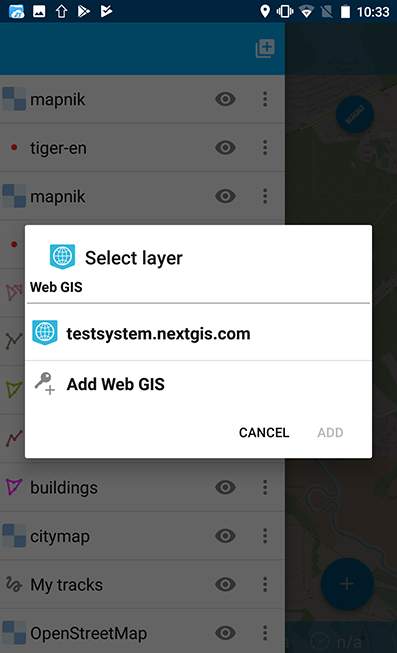 10:33
mapnik
tiger-en
mapnik
Select layer
Web GIS
testsystem.nextgis.com
Add Web GIS
CANCEL ADD
buildings
citymap
My tracks
OpenStreetMap
n/a